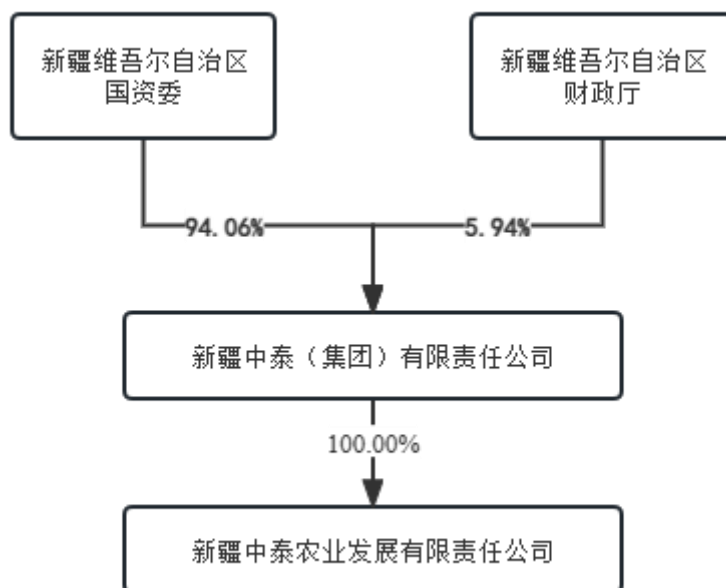 新疆维吾尔自治区
国资委
新疆维吾尔自治区
财政厅
94.06%
5.94%
新疆中泰（集团）有限责任公司
100.00%
新疆中泰农业发展有限责任公司